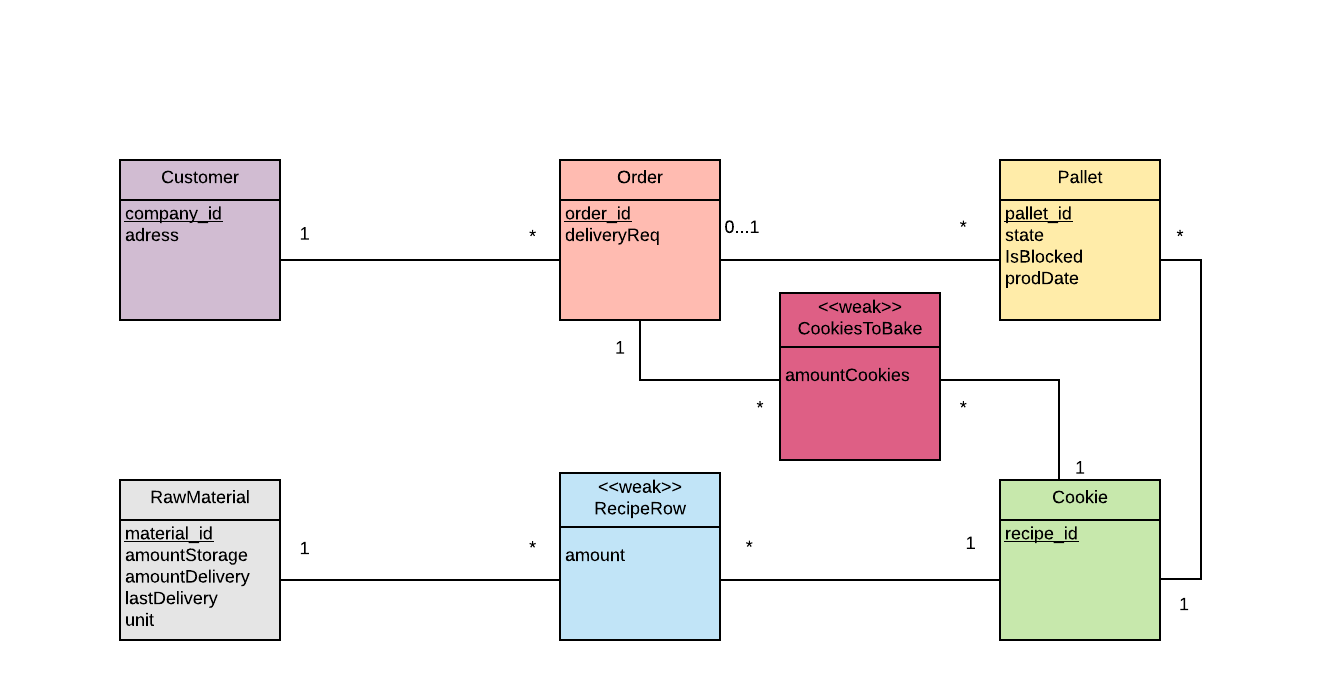 Customer
company_id
adress
1
*
Order
order_id
deliveryReq
0...1
*
Pallet
pallet_id
state
IsBlocked
prodDate
*
1
*
<<weak>>
CookiesToBake
amountCookies
*
1
RawMaterial
material_id
amountStorage
amountDelivery
lastDelivery
unit
1
*
<<weak>>
RecipeRow
amount
*
1
Cookie
recipe_id
1